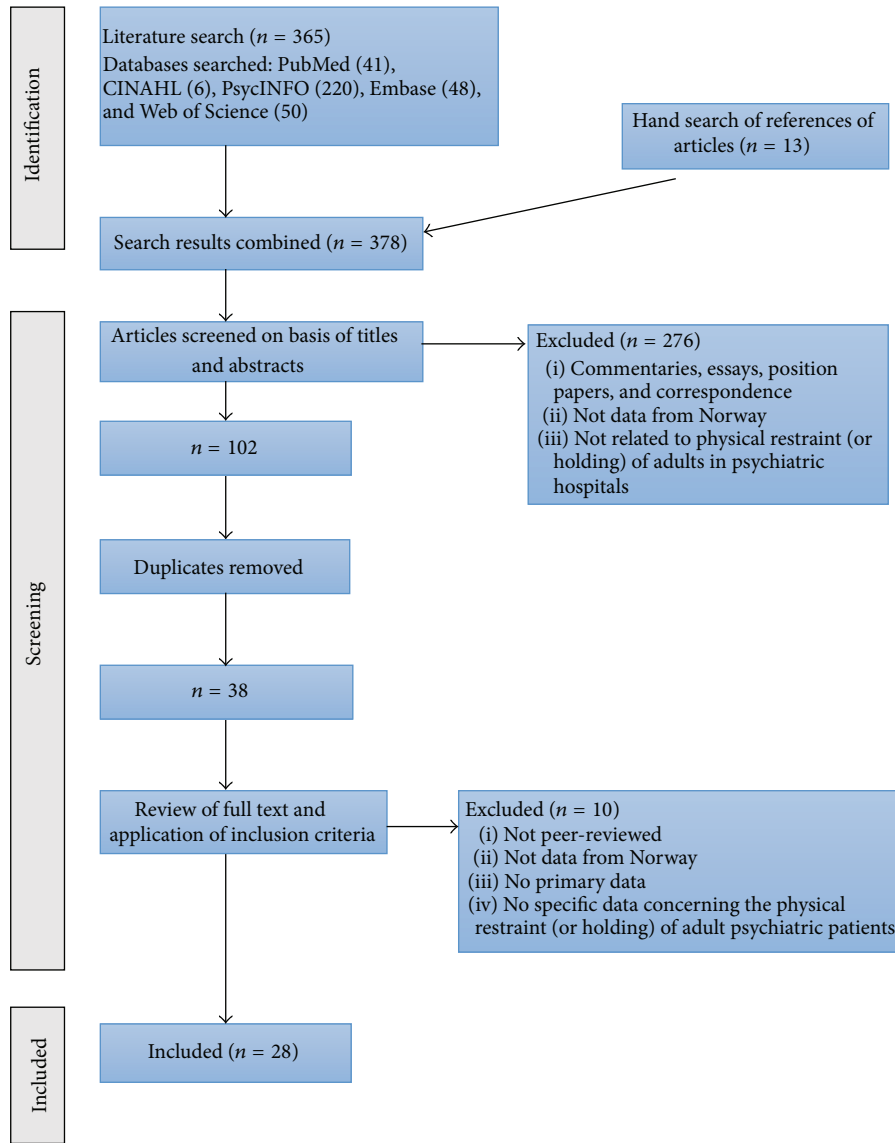 Identification
Literature search (n = 365)
Databases searched: PubMed (41),
CINAHL (6), PsycINFO (220), Embase (48),
and Web of Science (50)
Hand search of references of
articles (n = 13)
Search results combined (n = 378)
Screening
Articles screened on basis of titles
and abstracts
Excluded (n = 276)
(i) Commentaries, essays, position
papers, and correspondence
(ii) Not data from Norway
(iii) Not related to physical restraint (or
holding) of adults in psychiatric
hospitals
n = 102
Duplicates removed
n = 38
Review of full text and
application of inclusion criteria
Excluded (n = 10)
(i) Not peer-reviewed
(ii) Not data from Norway
(iii) No primary data
(iv) No specific data concerning the physical
restraint (or holding) of adult psychiatric patients
Included
Included (n = 28)